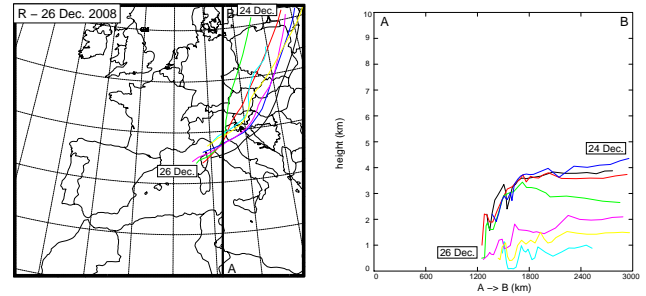 R – 26 Dec. 2008
B
24 Dec.
26 Dec.
A
A
B
10
9
8
7
6
5
4
3
2
1
0
height (km)
24 Dec.
26 Dec.
0
600
1200
1800
2400
3000
A –> B (km)